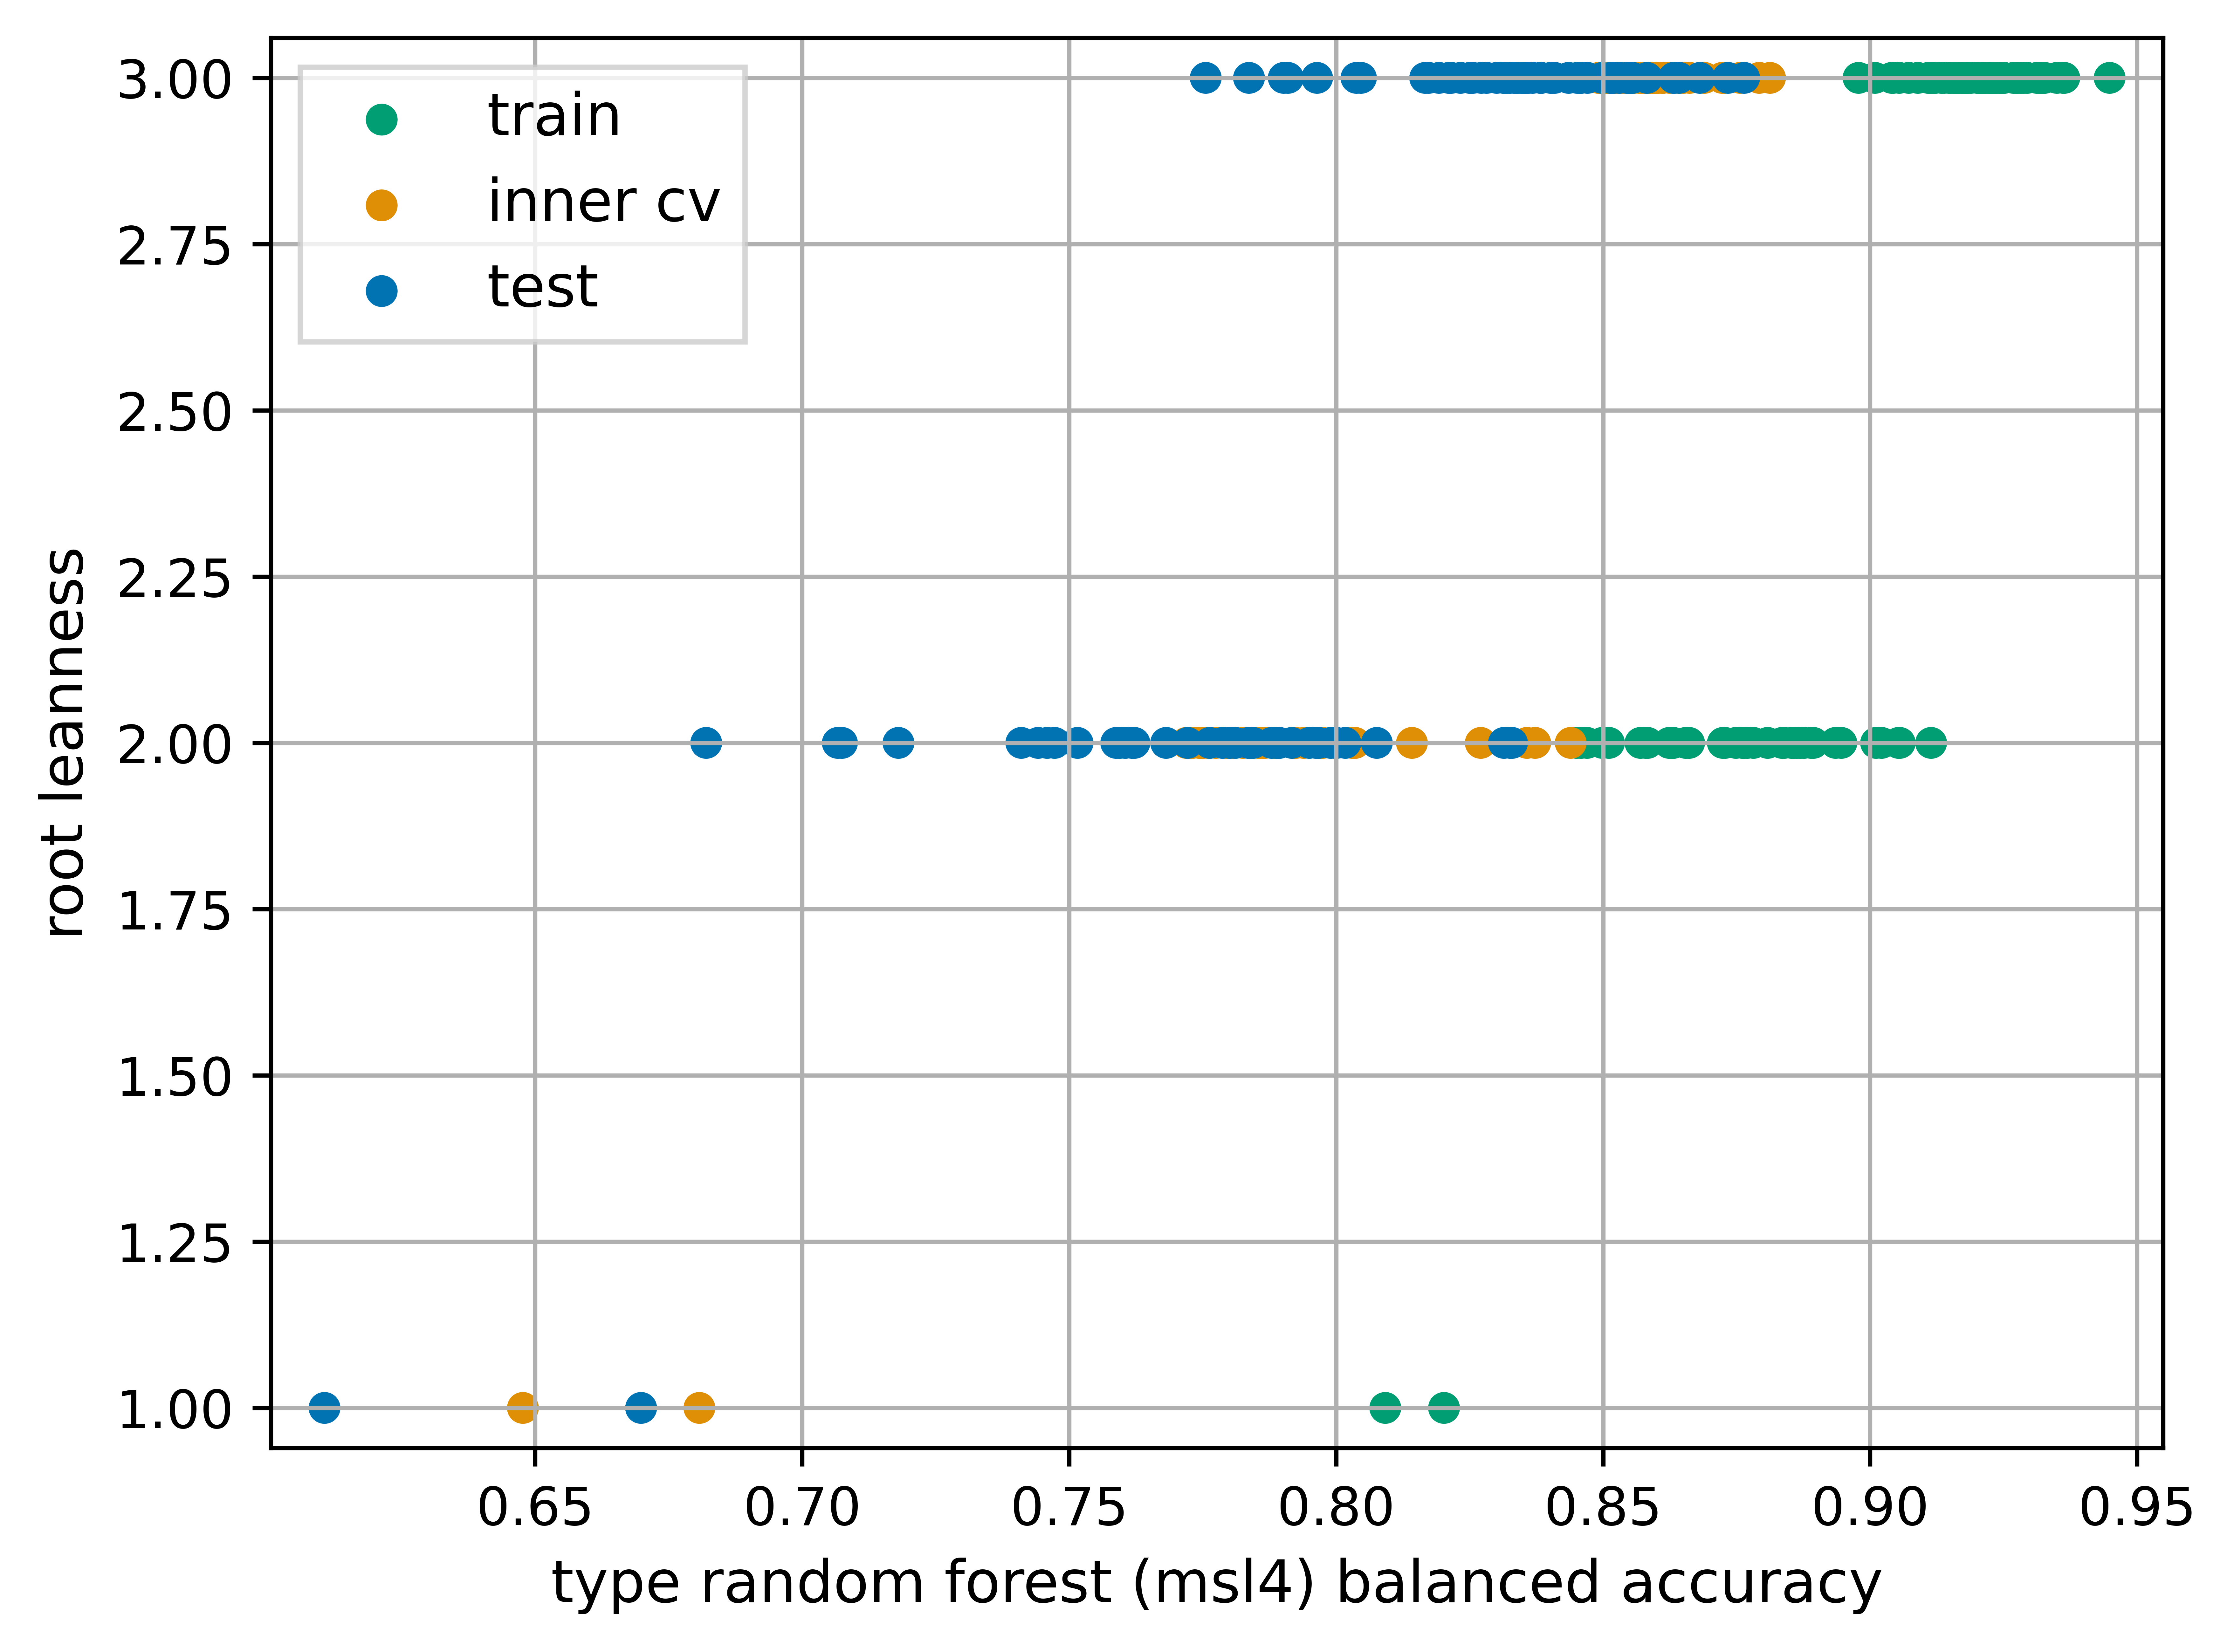 train
inner cv
test
root leanness
3.00
2.75
2.50
2.25
2.00
1.75
1.50
1.25
1.00
0.65 0.70 0.75 0.80 0.85 0.90 0.95
type random forest (msl4) balanced accuracy